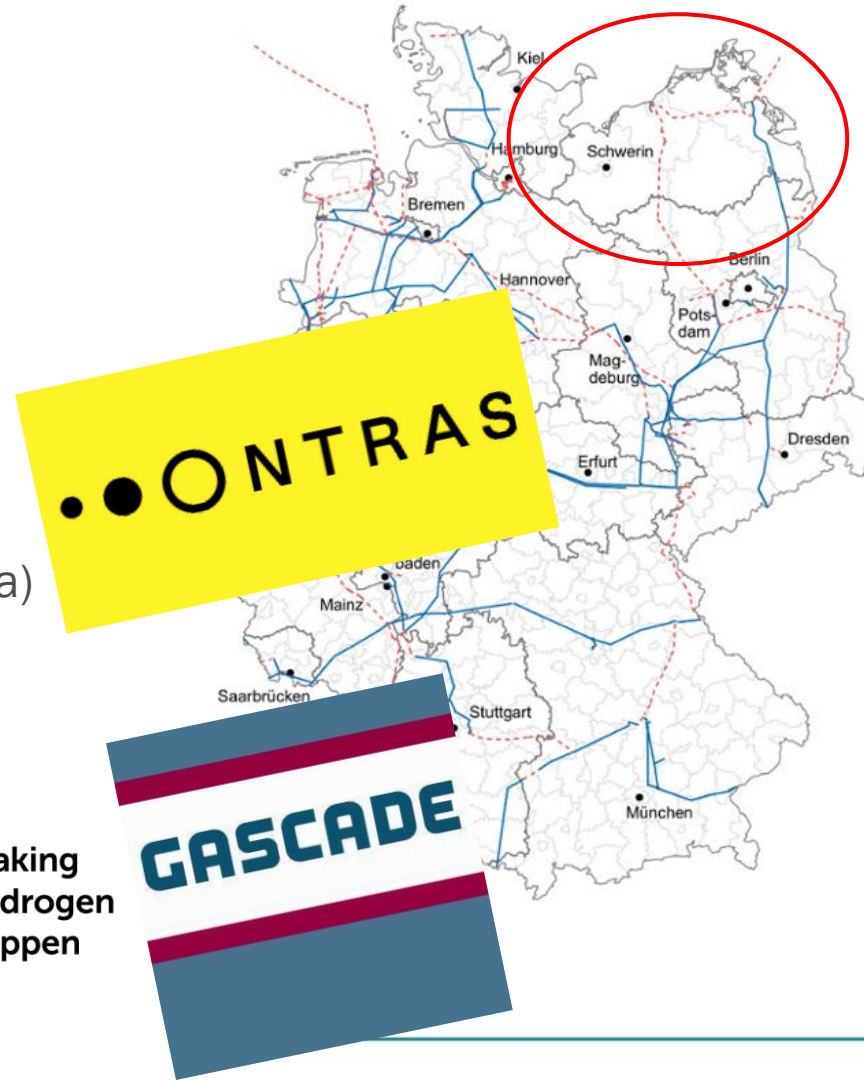 Kiel
Hamburg
Schwerin
Bremen
Berlin
Hannover
Pots-
dam
Mag-
deburg
ONTRAS
Dresden
Erfurt
baden
a)
Mainz
Saarbrücken
Stuttgart
GASCADE
München
aking
drogen
ppen